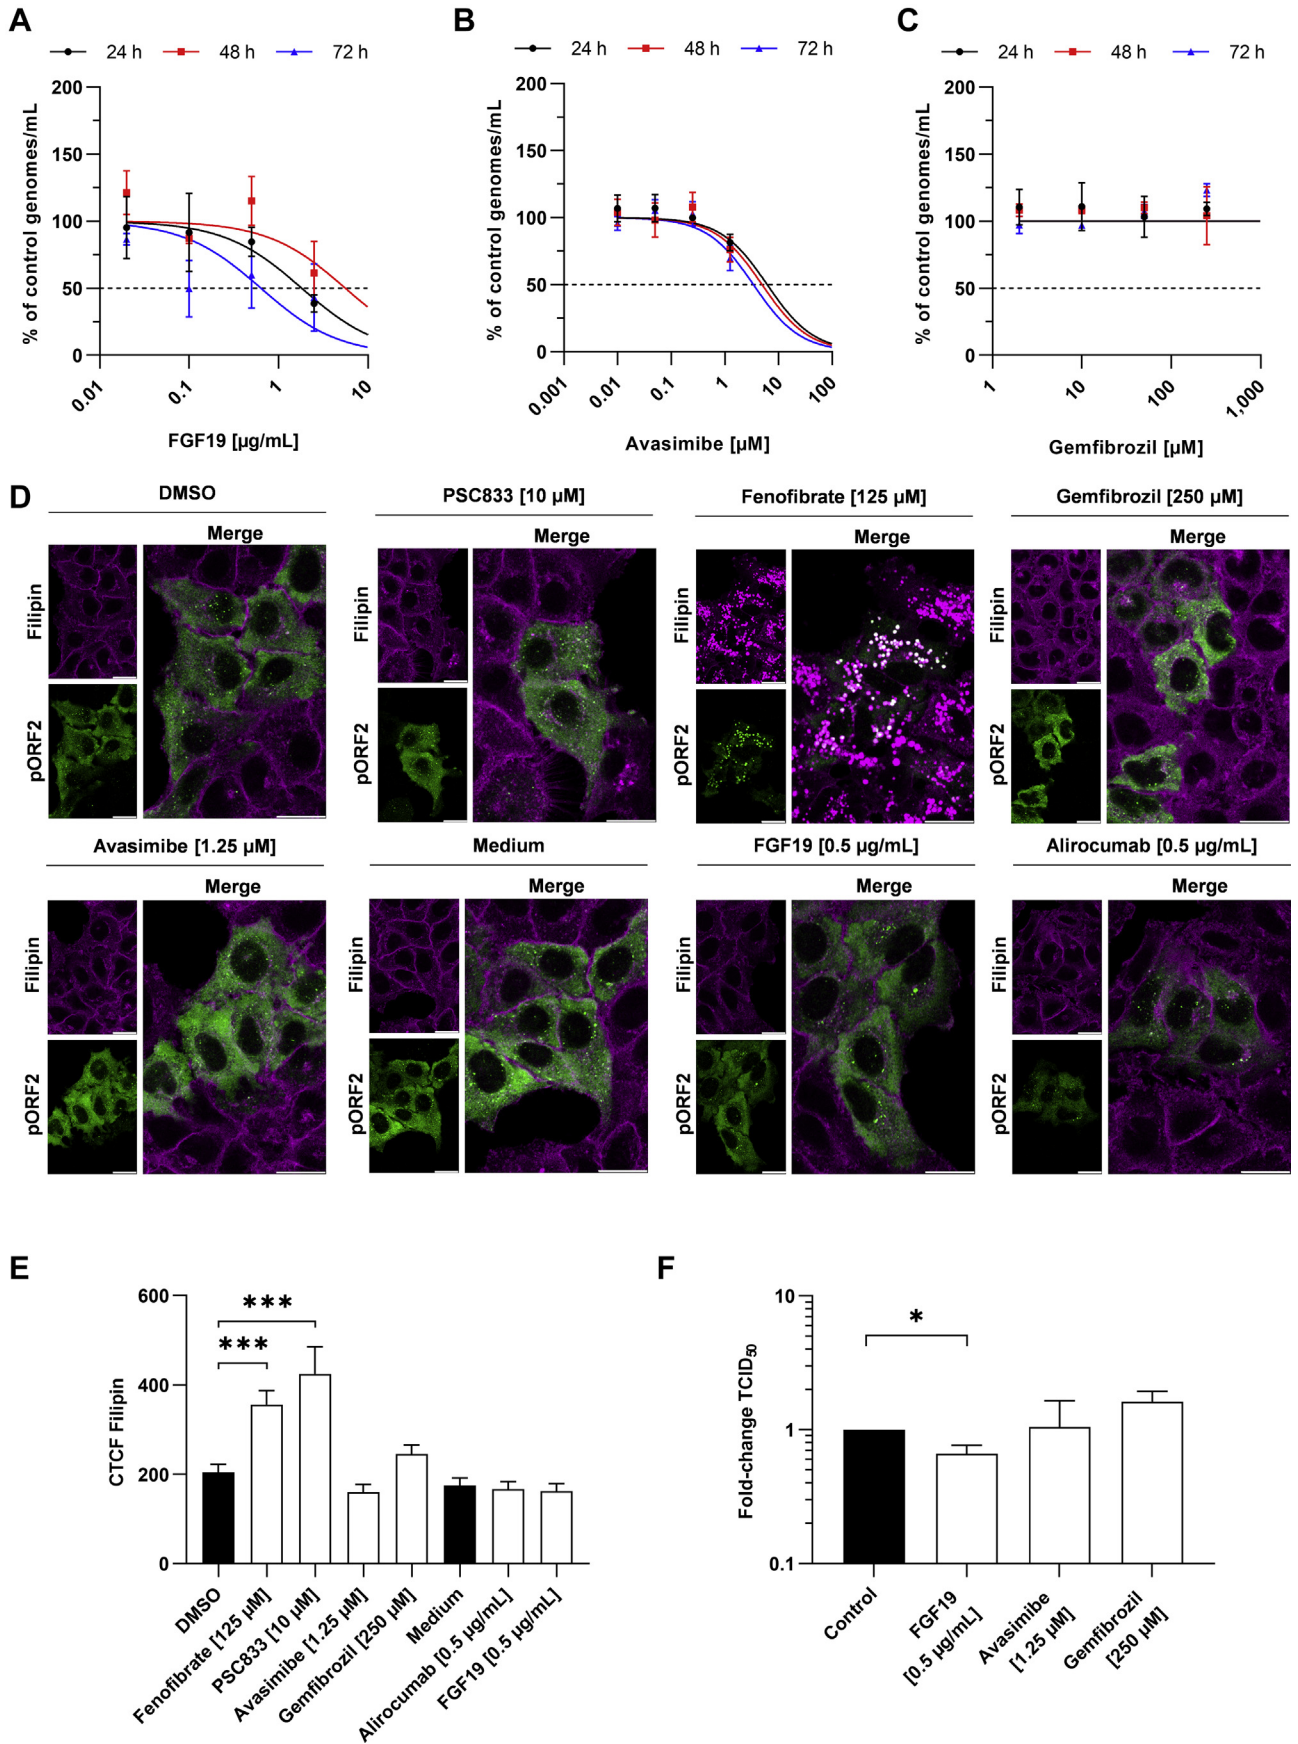 A
24 h
48 h
72 h
% of control genomes/mL
200
150
100
50
0
0.01
0.1
1
10
FGF19 [µg/mL]
B
24 h
48 h
72 h
% of control genomes/mL
200
150
100
50
0
0.001
0.01
0.1
1
10
100
Avasimibe [µM]
C
24 h
48 h
72 h
% of control genomes/mL
200
150
100
50
0
1
10
100
1,000
Gemfibrozil [µM]
D
DMSO
Merge
Filipin
pORF2
PSC833 [10 µM]
Merge
Filipin
pORF2
Fenofibrate [125 µM]
Merge
Filipin
pORF2
Gemfibrozil [250 µM]
Merge
Filipin
pORF2
Avasimibe [1.25 µM]
Merge
Filipin
pORF2
Medium
Merge
Filipin
pORF2
FGF19 [0.5 µg/mL]
Merge
Filipin
pORF2
Alirocumab [0.5 µg/mL]
Merge
Filipin
pORF2
E
CTCF Filipin
600
400
200
0
***
***
DMSO
Fenofibrate [125 µM]
PSC833 [10 µM]
Avasimibe [1.25 µM]
Gemfibrozil [250 µM]
Medium
Alirocumab [0.5 µg/mL]
FGF19 [0.5 µg/mL]
F
Fold-change TCID50
10
1
0.1
*
Control
FGF19
[0.5 µg/mL]
Avasimibe
[1.25 µM]
Gemfibrozil
[250 µM]